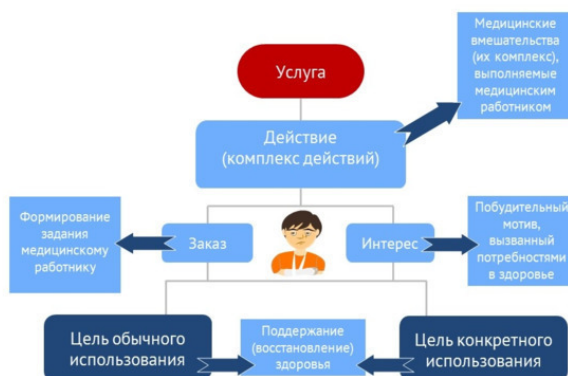 Медицинские
вмешательства
(их комплекс),
выполняемые
медицинским
работником
Услуга
Действие
(комплекс действий)
Формирование
задания
медицинскому
работнику
Заказ
Интерес
Побудительный
мотив,
вызванный
потребностями
в здоровье
Цель обычного
использования
Поддержание
(восстановление)
здоровья
Цель конкретного
использования